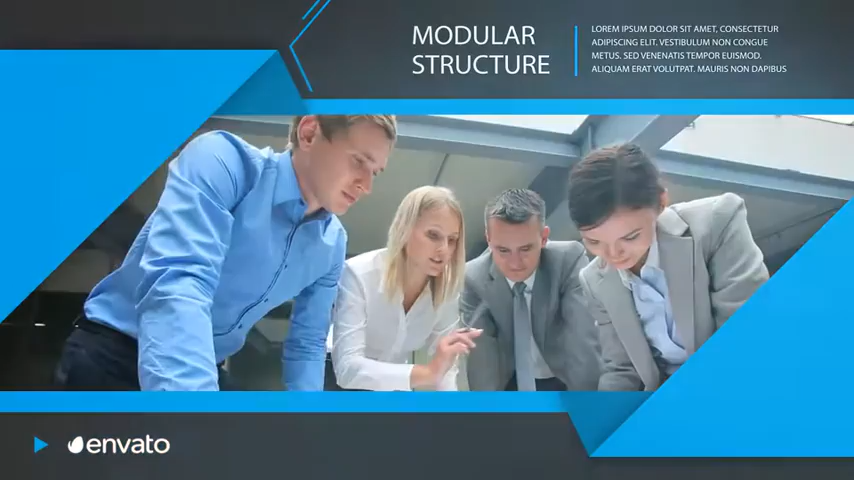 MODULAR
STRUCTURE
LOREM IPSUM DOLOR SIT AMET, CONSECTETUR
ADIPISCING ELIT. VESTIBULUM NON CONGUE
METUS. SED VENENATIS TEMPOR EUISMOD.
ALIQUAM ERAT VOLUTPAT. MAURIS NON DAPIBUS
envato